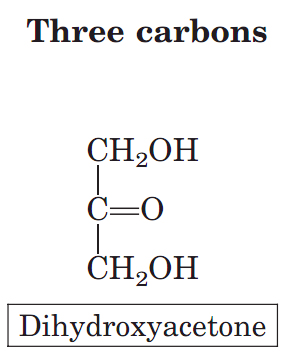 Three carbons
CH₂OH
C=O
CH₂OH
Dihydroxyacetone